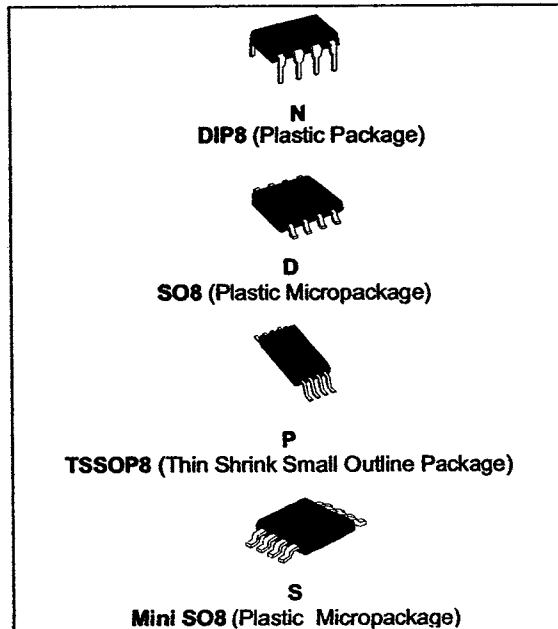 N
DIP8 (Plastic Package)
D
SO8 (Plastic Micropackage)
P
TSSOP8 (Thin Shrink Small Outline Package)
S
Mini SO8 (Plastic Micropackage)